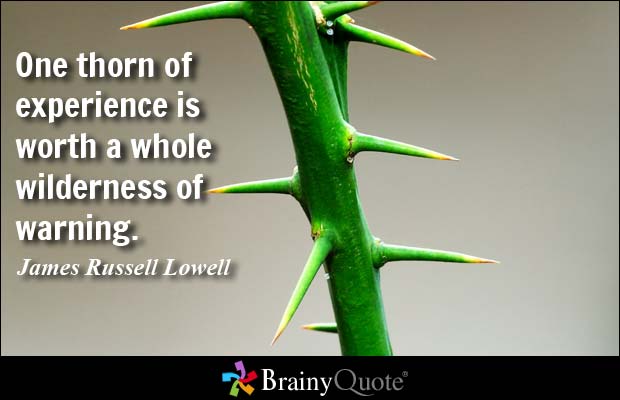 One thorn of
experience is
worth a whole
wilderness of
warning.
James Russell Lowell
BrainyQuote®